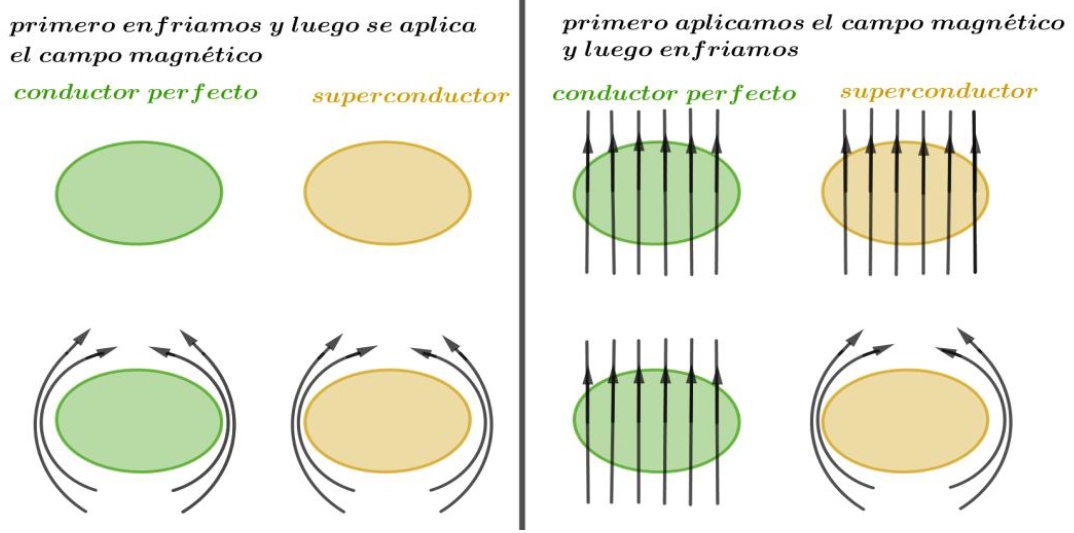 primero enfriamos y luego se aplica
el campo magnético
conductor perfecto
superconductor
primero aplicamos el campo magnético
y luego enfriamos
conductor perfecto
superconductor